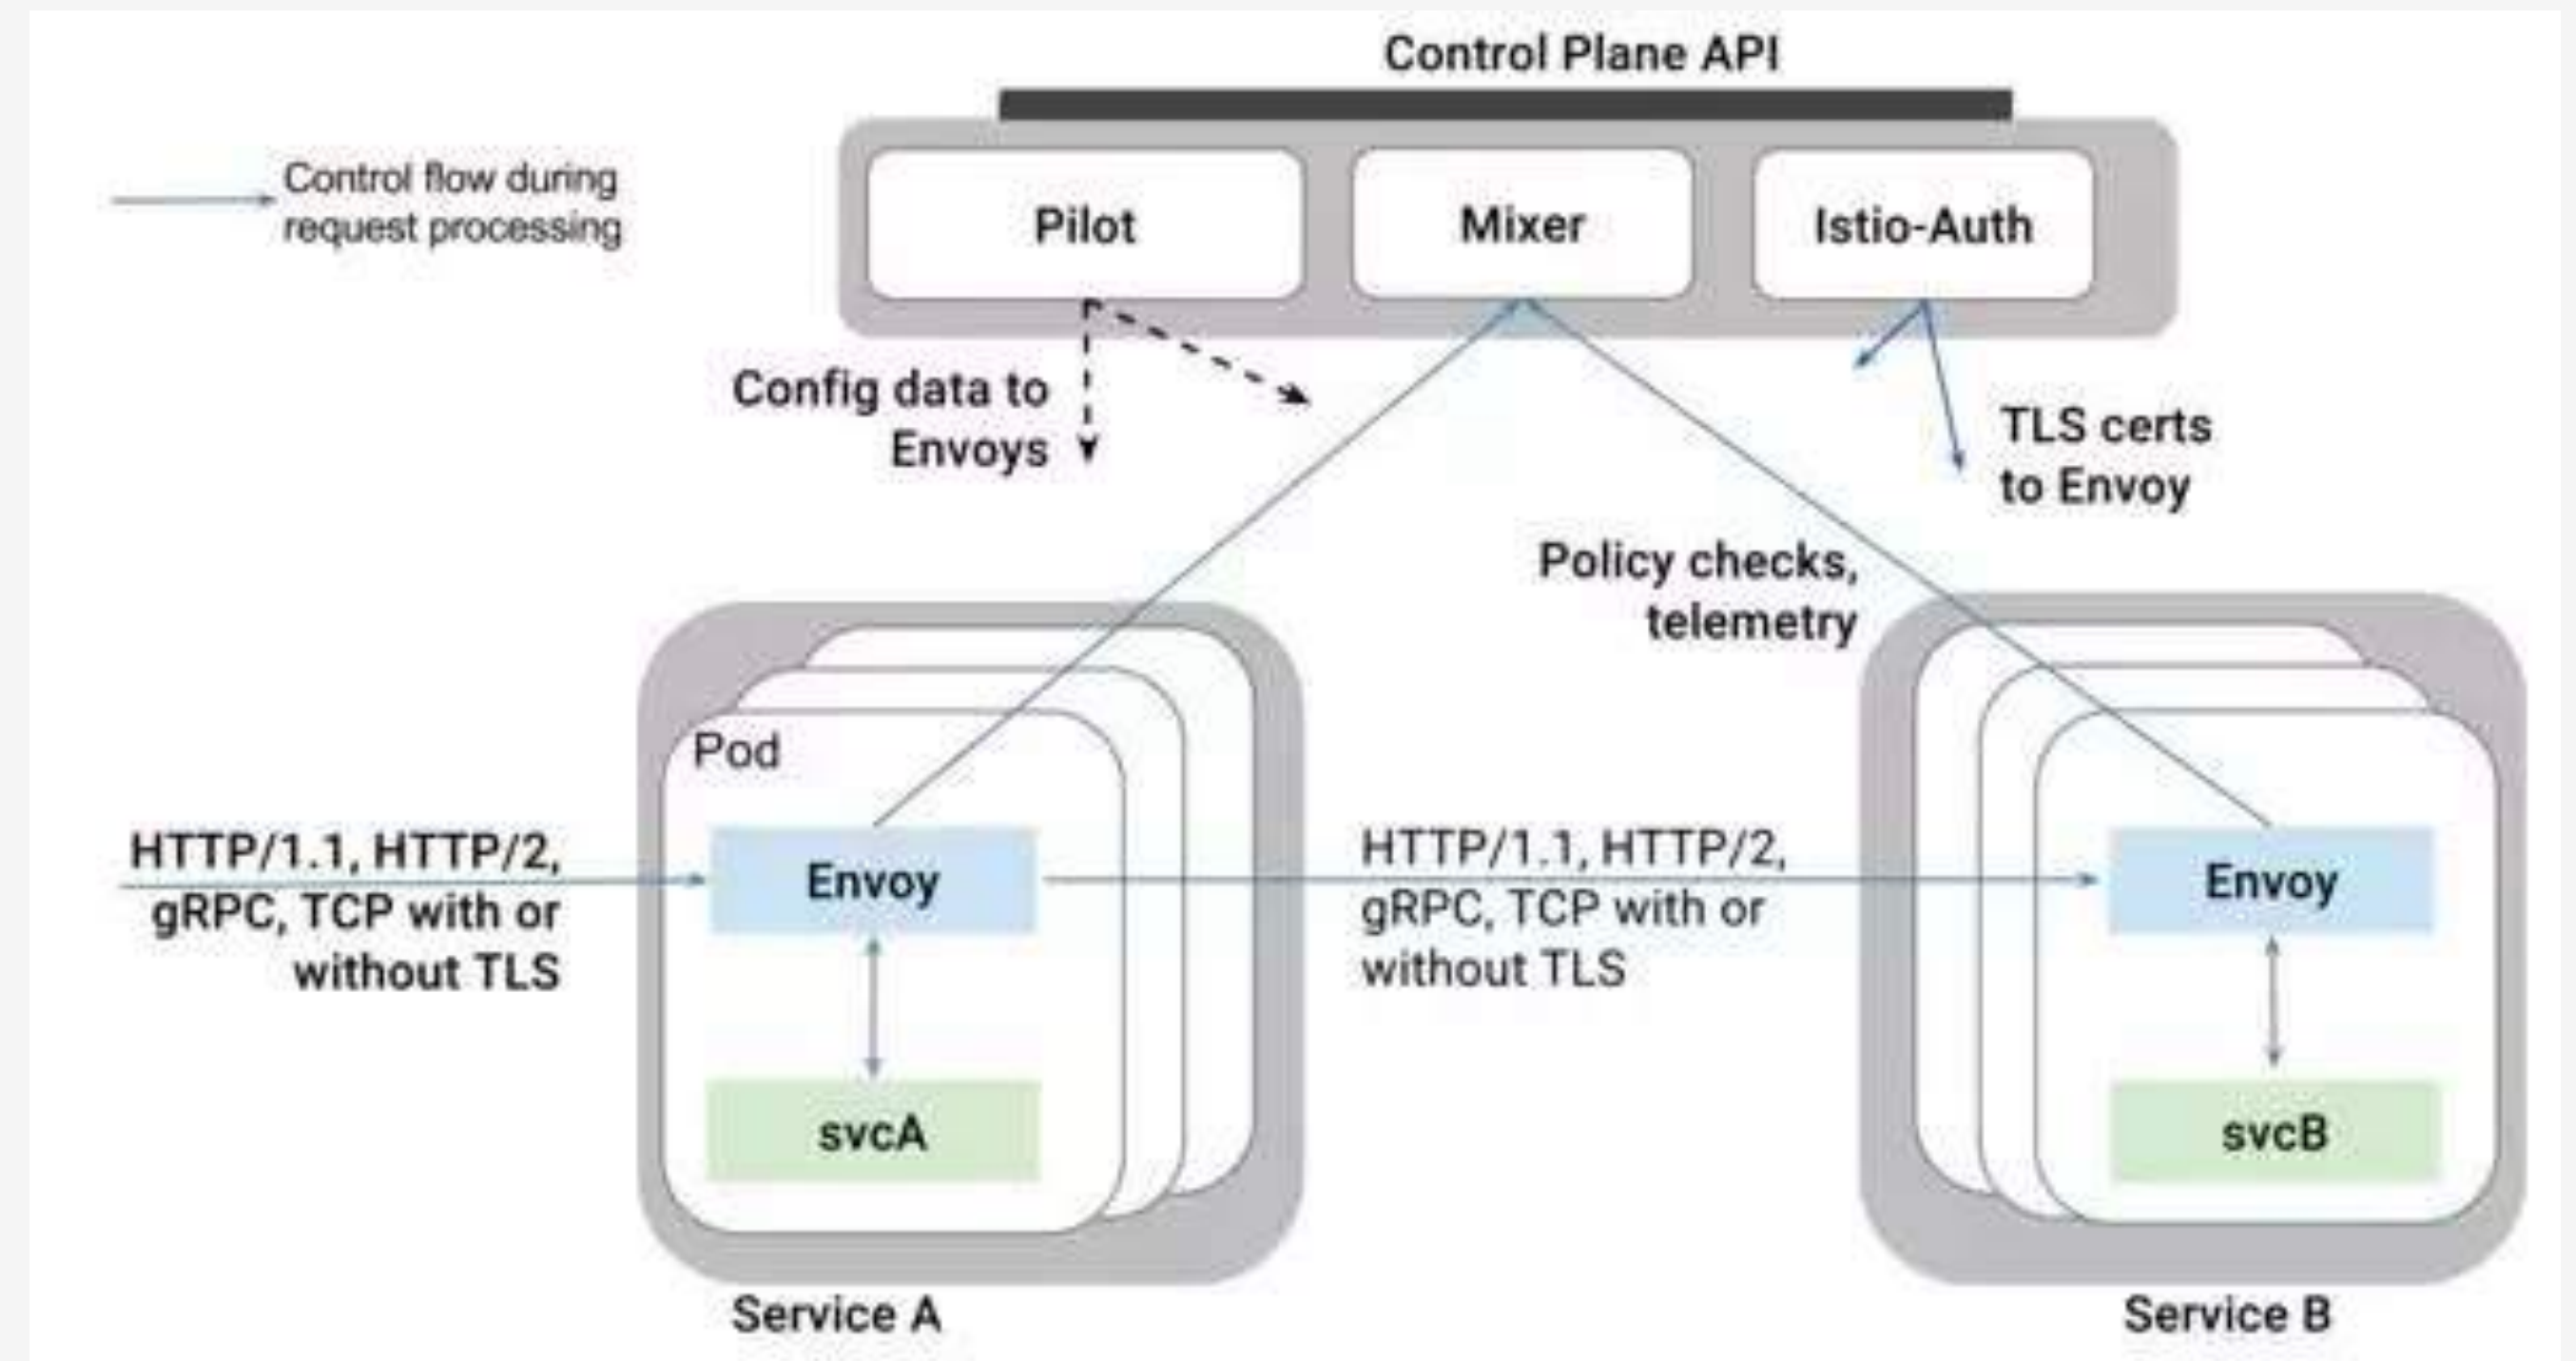 Control Plane API
Control flow during
request processing
Pilot
Mixer
Istio-Auth
Config data to
Envoys
TLS certs
to Envoy
Policy checks,
telemetry
Pod
HTTP/1.1, HTTP/2,
gRPC, TCP with or
without TLS
Envoy
HTTP/1.1, HTTP/2,
gRPC, TCP with or
without TLS
Envoy
svcA
svcB
Service A
Service B